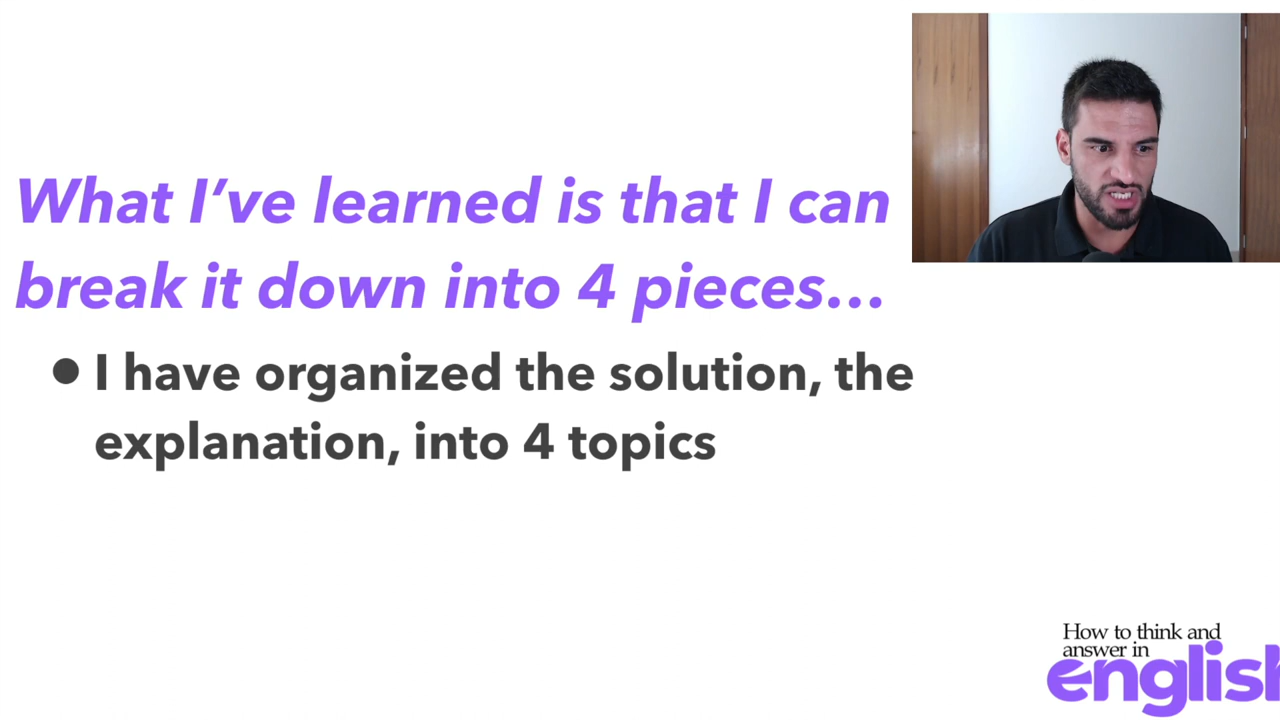 What I’ve learned is that I can
break it down into 4 pieces…
• I have organized the solution, the
explanation, into 4 topics
How to think and
answer in
english